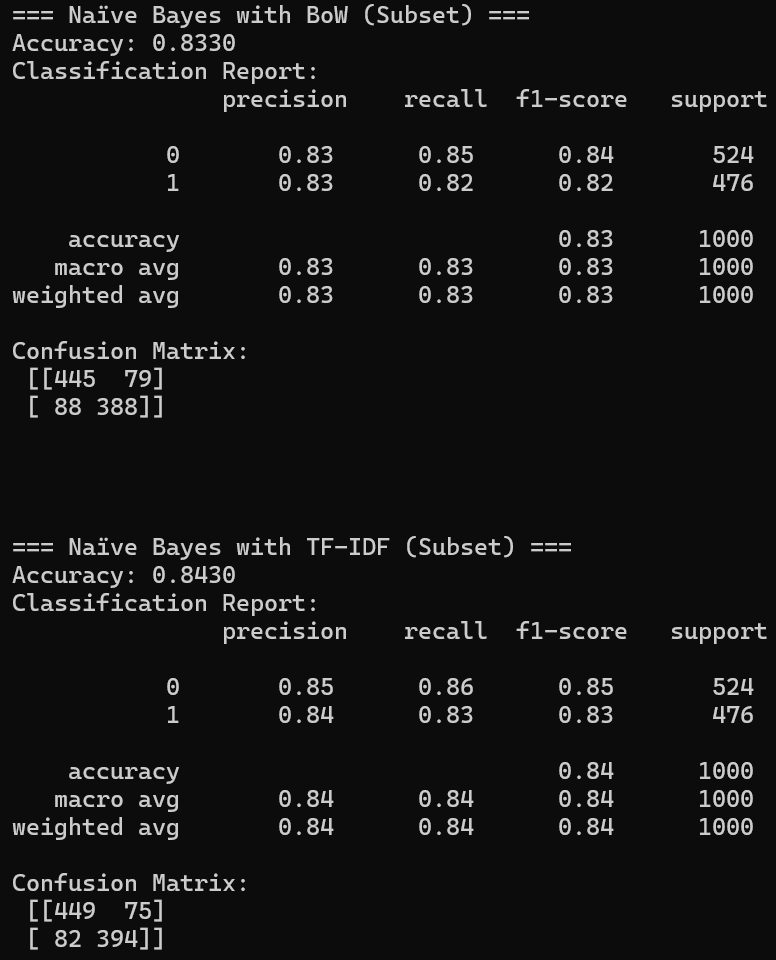 === Naïve Bayes with BoW (Subset) ===
Accuracy: 0.8330
Classification Report:
              precision    recall  f1-score   support

           0       0.83      0.85      0.84       524
           1       0.83      0.82      0.82       476

    accuracy                           0.83      1000
   macro avg       0.83      0.83      0.83      1000
weighted avg       0.83      0.83      0.83      1000

Confusion Matrix:
 [[445  79]
 [ 88 388]]

=== Naïve Bayes with TF-IDF (Subset) ===
Accuracy: 0.8430
Classification Report:
              precision    recall  f1-score   support

           0       0.85      0.86      0.85       524
           1       0.84      0.83      0.83       476

    accuracy                           0.84      1000
   macro avg       0.84      0.84      0.84      1000
weighted avg       0.84      0.84      0.84      1000

Confusion Matrix:
 [[449  75]
 [ 82 394]]